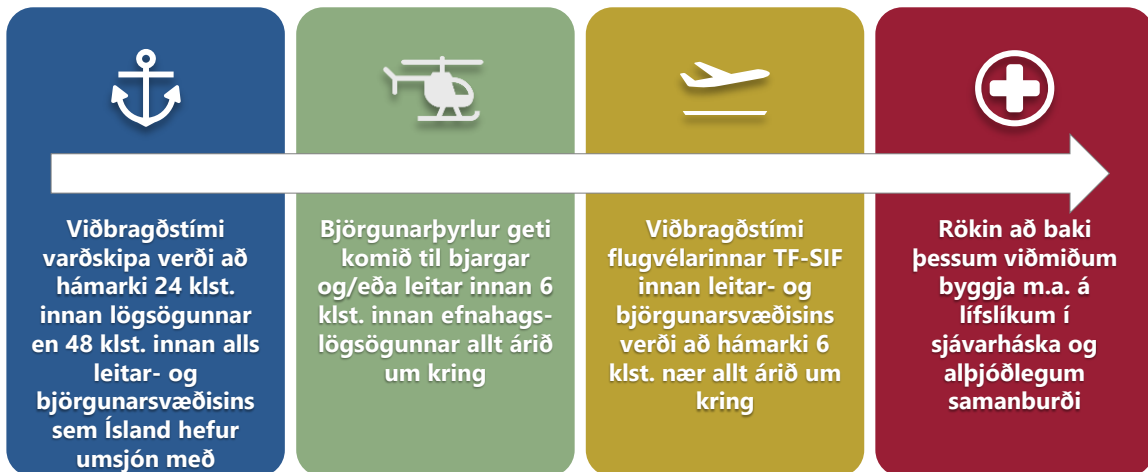 Viðbragðstími
varðskipa verði að
hámarki 24 klst.
innan lögsögunnar
en 48 klst. innan alls
leitar- og
björgunarsvæðisins
sem Ísland hefur
umsjón með
Björgunarþyrlur geti
komið til bjargar
og/eða leitar innan 6
klst. innan efnahags-
lögsögunnar allt árið
um kring
Viðbragðstími
flugvélarinnar TF-SIF
innan leitar- og
björgunarsvæðisins
verði að hámarki 6
klst. nær allt árið um
kring
Rökin að baki
þessum viðmiðum
byggja m.a. á
lífslíkum í
sjávarháska og
alþjóðlegum
samanburði